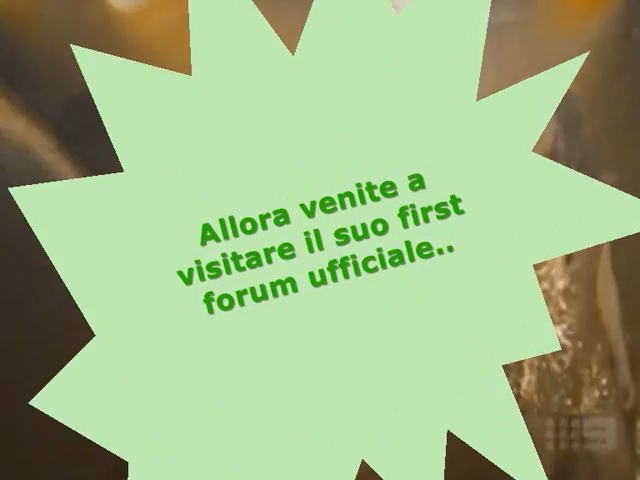 Allora venite a
visitare il suo first
forum ufficiale..